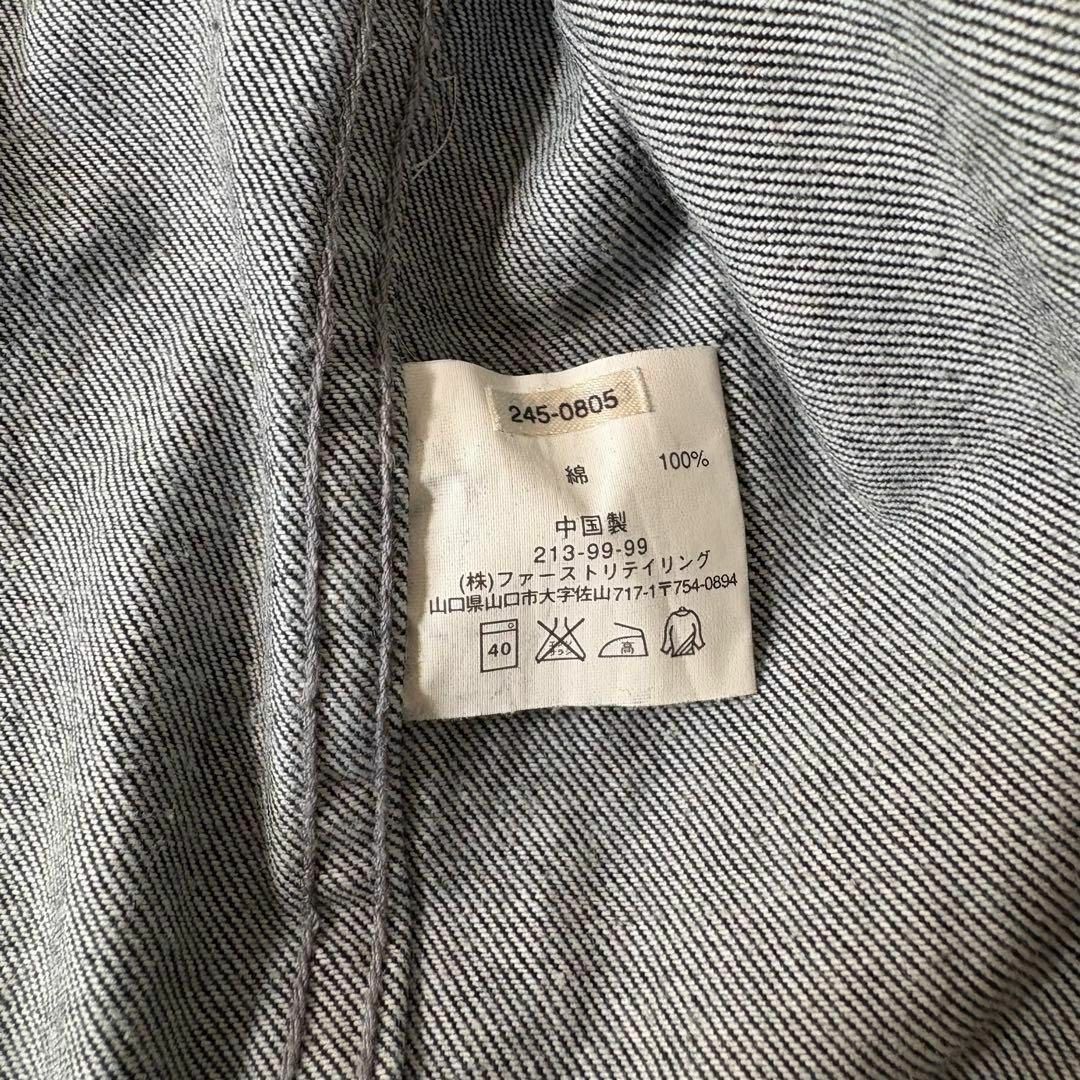 245-0805
綿 100%
中国製
213-99-99
(株)ファーストリテイリング
山口県山口市大字佐山717-1〒754-0894
40 高